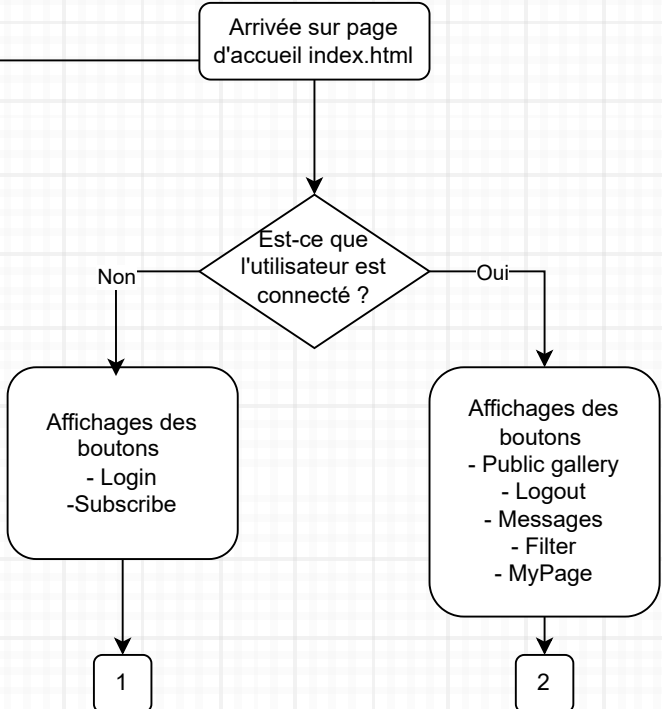 Arrivée sur page
d'accueil index.html
Est-ce que
l'utilisateur est
connecté ?
Non
Oui
Affichages des
boutons
- Login
-Subscribe
Affichages des
boutons
- Public gallery
- Logout
- Messages
- Filter
- MyPage
1
2